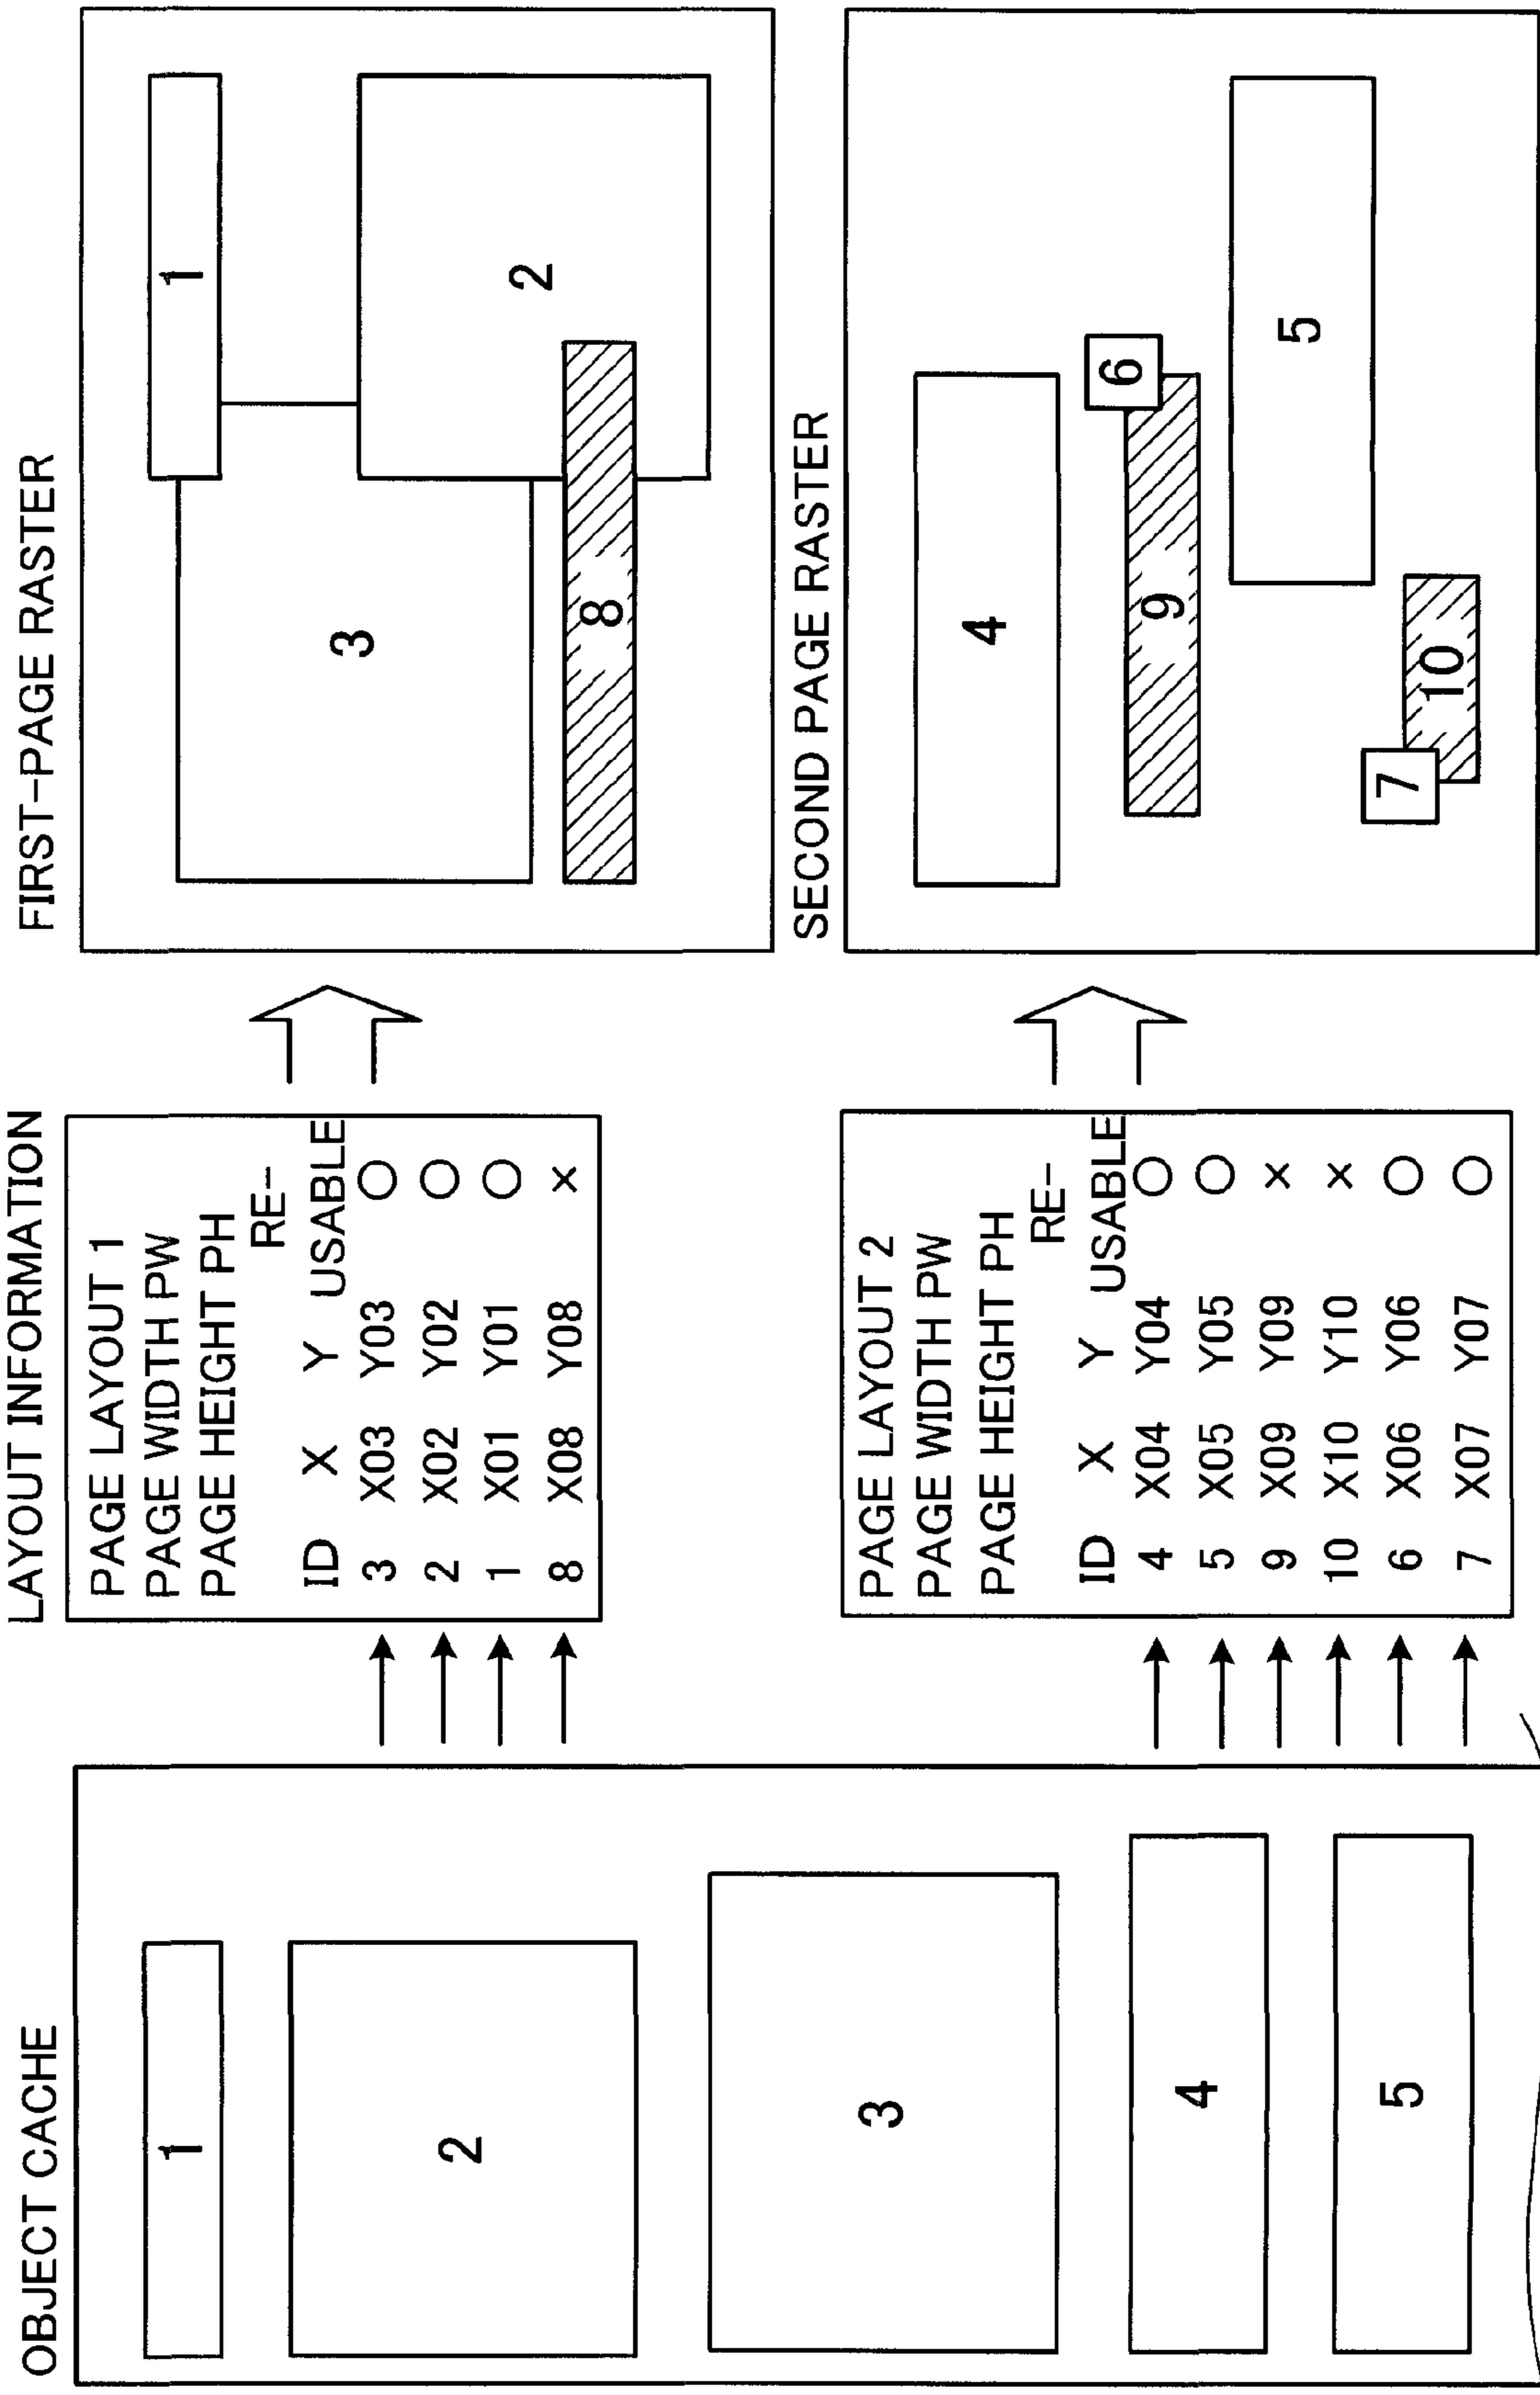 OBJECT CACHE
1
2
3
4
5
LAYOUT INFORMATION
PAGE LAYOUT 1
PAGE WIDTH PW
PAGE HEIGHT PH
RE-
ID X Y USABLE
3 X03 Y03 ○
2 X02 Y02 ○
1 X01 Y01 ○
8 X08 Y08 ×
PAGE LAYOUT 2
PAGE WIDTH PW
PAGE HEIGHT PH
RE-
ID X Y USABLE
4 X04 Y04 ○
5 X05 Y05 ○
9 X09 Y09 ×
10 X10 Y10 ×
6 X06 Y06 ○
7 X07 Y07 ○
FIRST-PAGE RASTER
1
3
2
8
SECOND PAGE RASTER
4
6
9
5
7
10